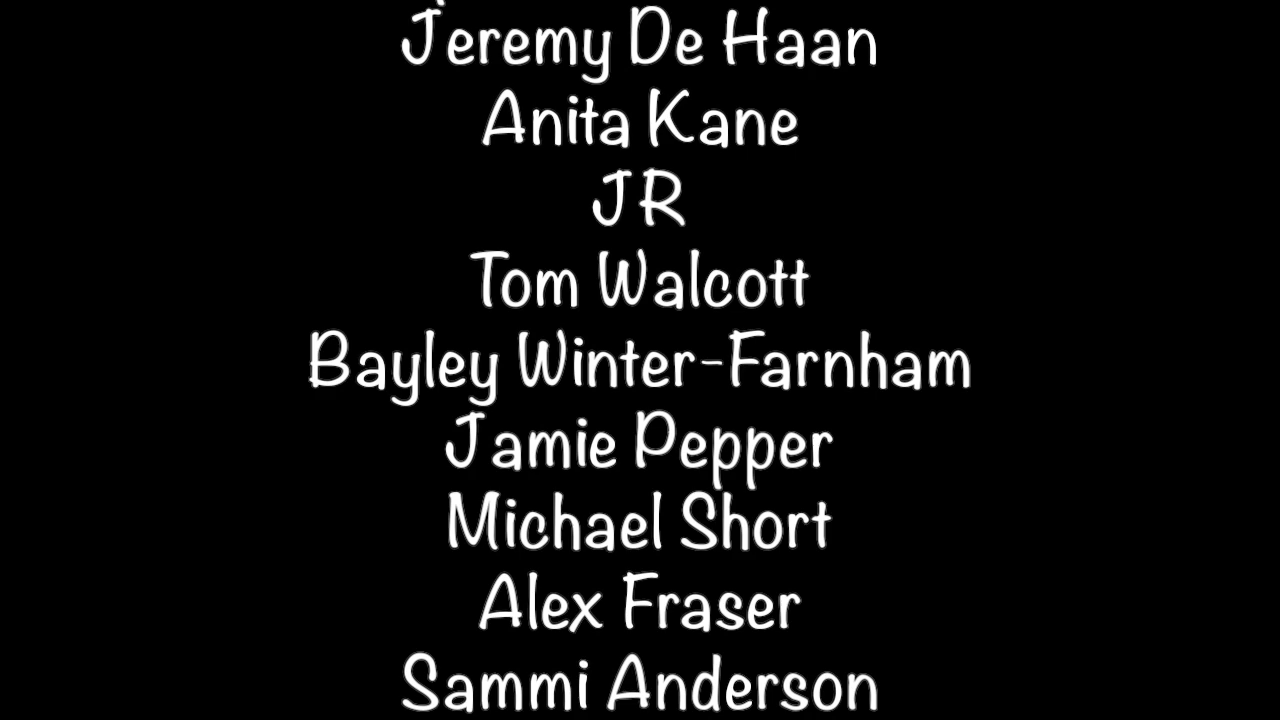 Jeremy De Haan
Anita Kane
JR
Tom Walcott
Bayley Winter-Farnham
Jamie Pepper
Michael Short
Alex Fraser
Sammi Anderson